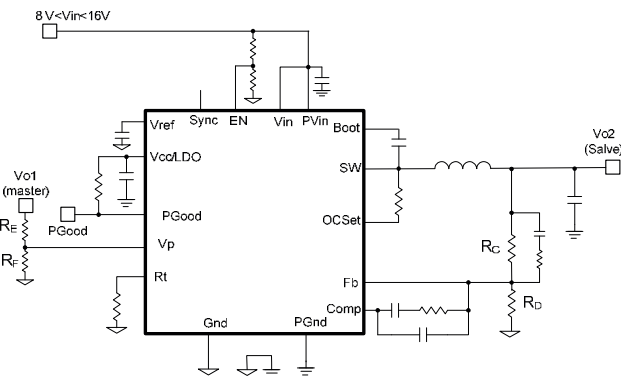 8 V<Vin<16V
Sync EN Vin PVin
Vref
Boot
Vcc/LDO
SW
Vo2
(Salve)
Vo1
(master)
PGood
PGood
OCSet
RE
Vp
RC
RF
Rt
Fb
RD
Comp
Gnd
PGnd